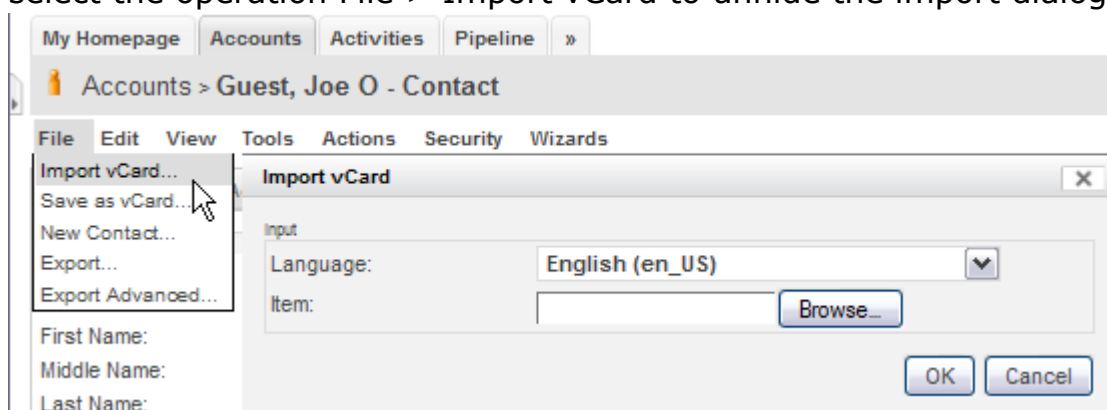 select the operation File > Import vCard to unhide the import dialog
My Homepage Accounts Activities Pipeline »
Accounts > Guest, Joe O - Contact
File Edit View Tools Actions Security Wizards
Import vCard...
Save as vCard...
New Contact...
Export...
Export Advanced...
Import vCard
Input
Language: English (en_US)
Item: Browse...
OK Cancel
First Name:
Middle Name:
Last Name: